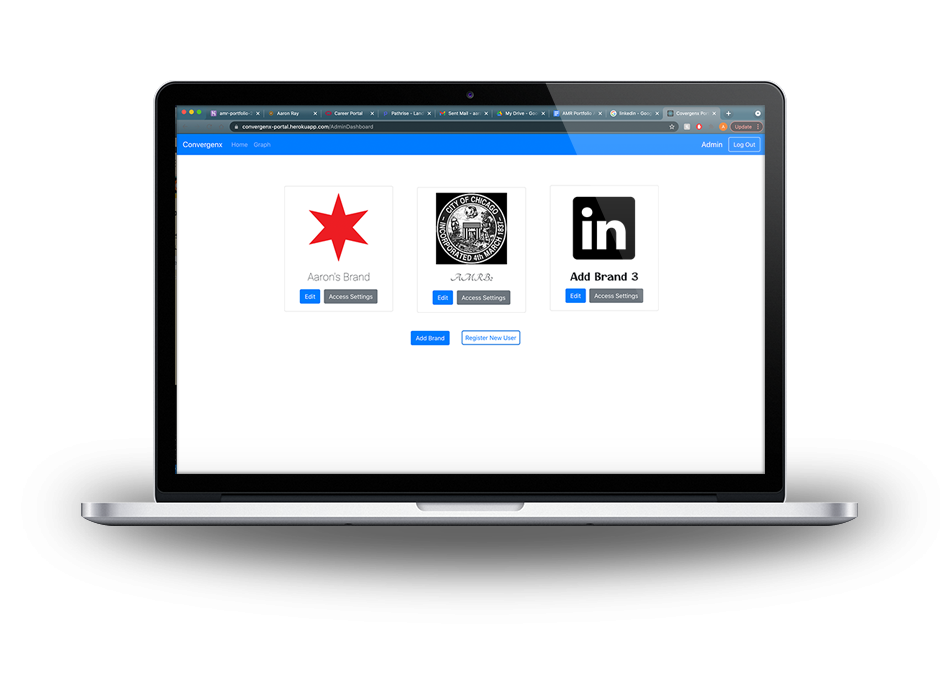 amr-portfolio
Aaron Ray
Career Portal
Pathrise - Lan
Sent Mail - aa
My Drive - Goo
AMR Portfolio
linkedin - Goog
Convergenx Po
convergenx-portal.herokuapp.com/AdminDashboard
Update
Convergenx Home Graph Admin Log Out
CITY OF CHICAGO
INCORPORATED 4th MARCH 1837
in
Aaron's Brand
Add Brand 3
Edit Access Settings
Edit Access Settings
Edit Access Settings
Add Brand Register New User